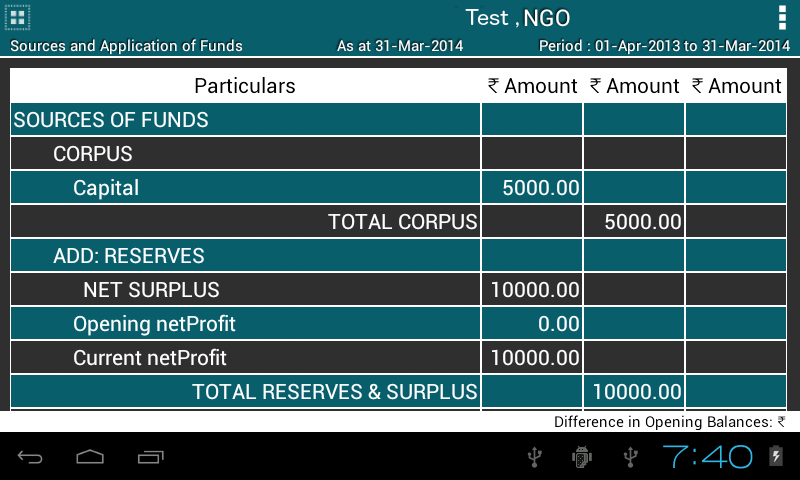 Test , NGO
Sources and Application of Funds As at 31-Mar-2014 Period : 01-Apr-2013 to 31-Mar-2014
Particulars ₹ Amount ₹ Amount ₹ Amount
SOURCES OF FUNDS
CORPUS
Capital 5000.00
TOTAL CORPUS 5000.00
ADD: RESERVES
NET SURPLUS 10000.00
Opening netProfit 0.00
Current netProfit 10000.00
TOTAL RESERVES & SURPLUS 10000.00
Difference in Opening Balances: ₹
7:40